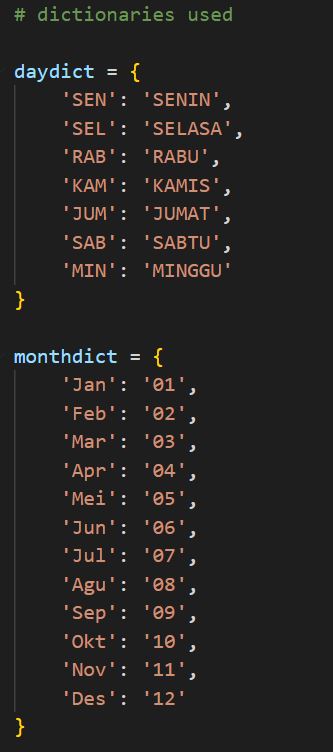 # dictionaries used
daydict = {
    'SEN': 'SENIN',
    'SEL': 'SELASA',
    'RAB': 'RABU',
    'KAM': 'KAMIS',
    'JUM': 'JUMAT',
    'SAB': 'SABTU',
    'MIN': 'MINGGU'
}
monthdict = {
    'Jan': '01',
    'Feb': '02',
    'Mar': '03',
    'Apr': '04',
    'Mei': '05',
    'Jun': '06',
    'Jul': '07',
    'Agu': '08',
    'Sep': '09',
    'Okt': '10',
    'Nov': '11',
    'Des': '12'
}